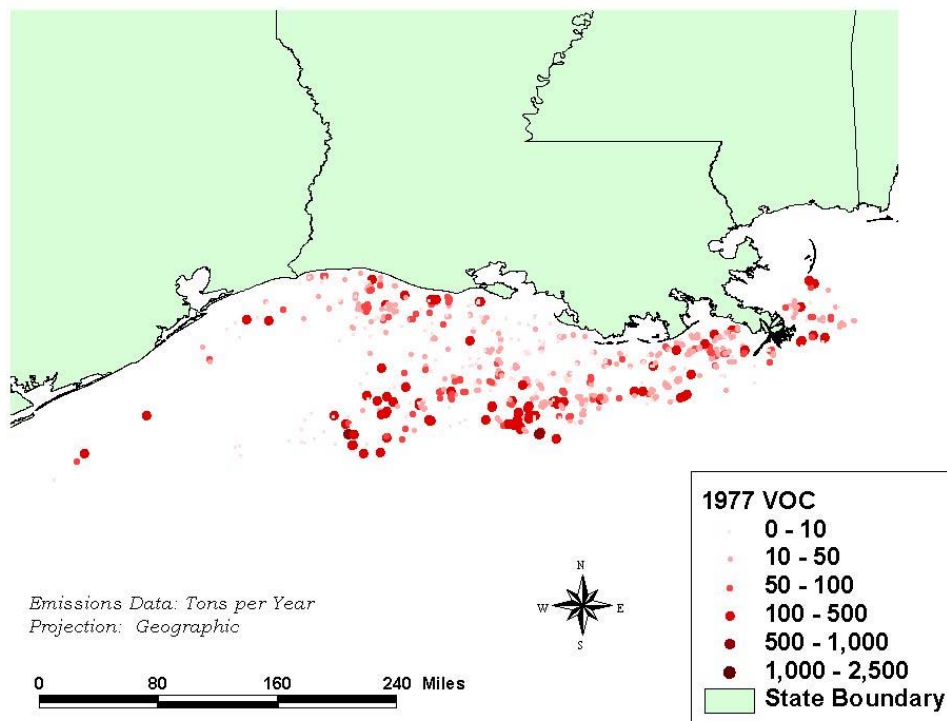 1977 VOC
0 - 10
10 - 50
50 - 100
100 - 500
500 - 1,000
1,000 - 2,500
State Boundary
N
W E
S
Emissions Data: Tons per Year
Projection: Geographic
0 80 160 240 Miles